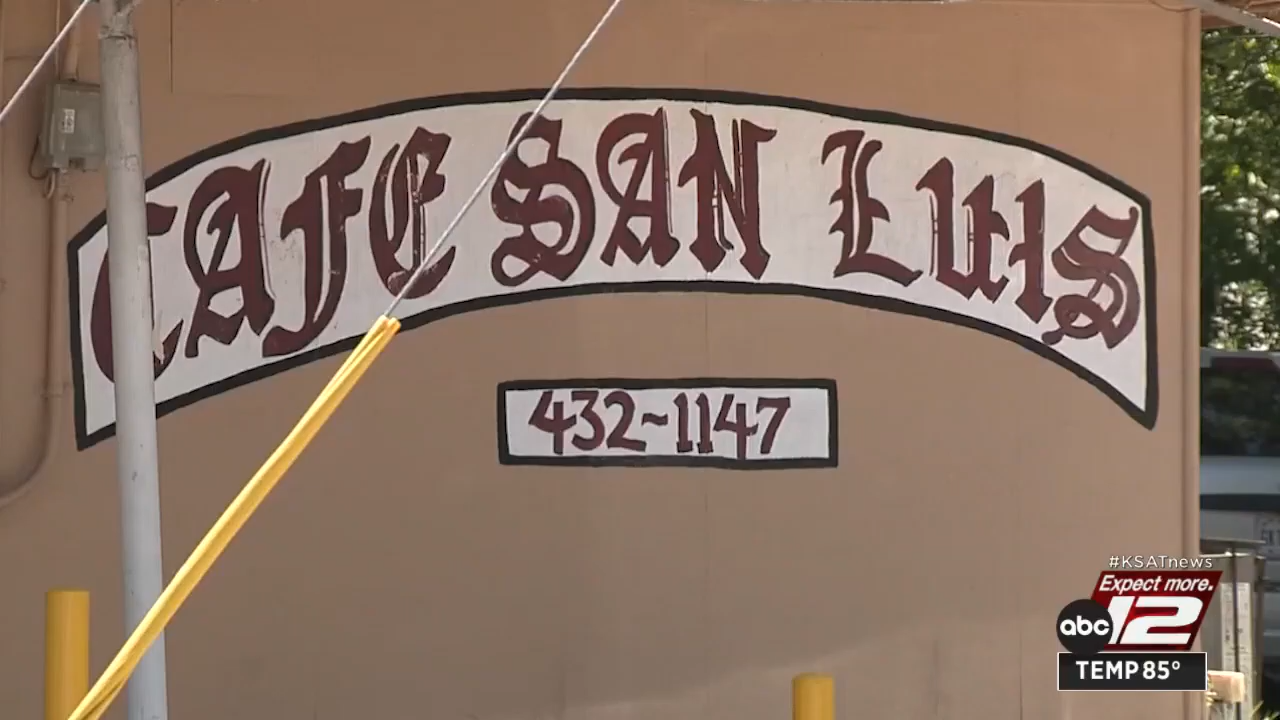 CAFE SAN LUIS
432-1147
#KSATnews
Expect more.
abc 12
TEMP 85°